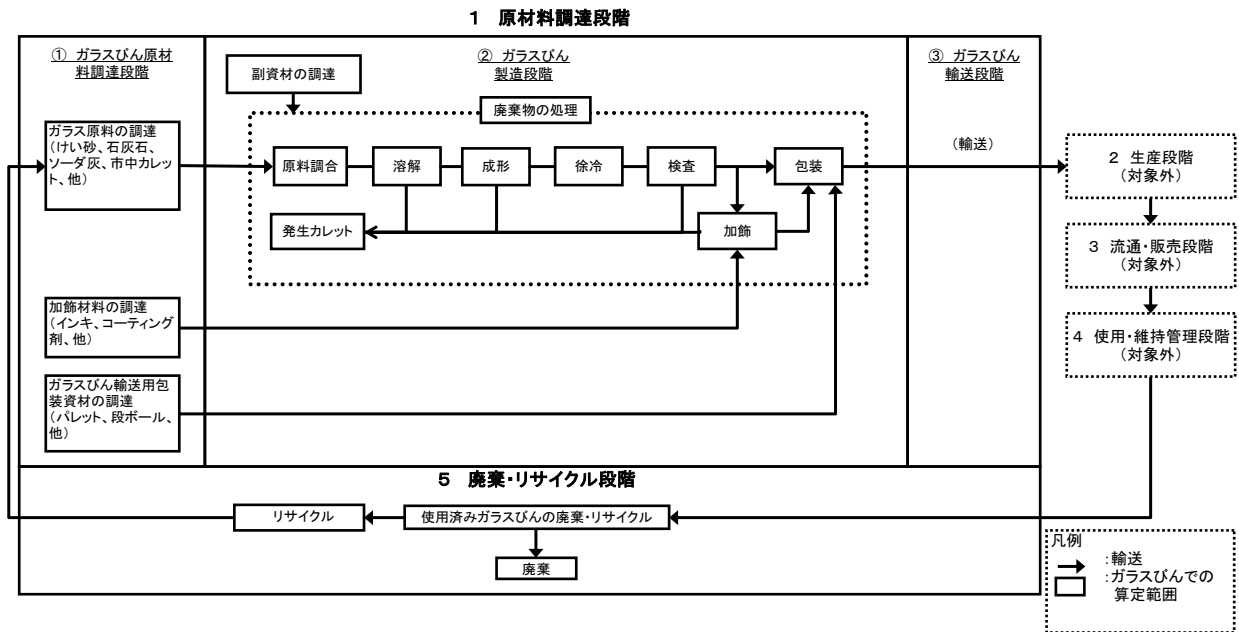 1　原材料調達段階
① ガラスびん原材
料調達段階
② ガラスびん
製造段階
③ ガラスびん
輸送段階
副資材の調達
廃棄物の処理
ガラス原料の調達
（けい砂、石灰石、
ソーダ灰、市中カレッ
ト、他）
原料調合
溶解
成形
徐冷
検査
包装
（輸送）
2　生産段階
（対象外）
発生カレット
加飾
3　流通・販売段階
（対象外）
加飾材料の調達
（インキ、コーティング
剤、他）
4　使用・維持管理段階
（対象外）
ガラスびん輸送用包
装資材の調達
（パレット、段ボール、
他）
5　廃棄・リサイクル段階
リサイクル
使用済みガラスびんの廃棄・リサイクル
廃棄
凡例
：輸送
：ガラスびんでの
算定範囲